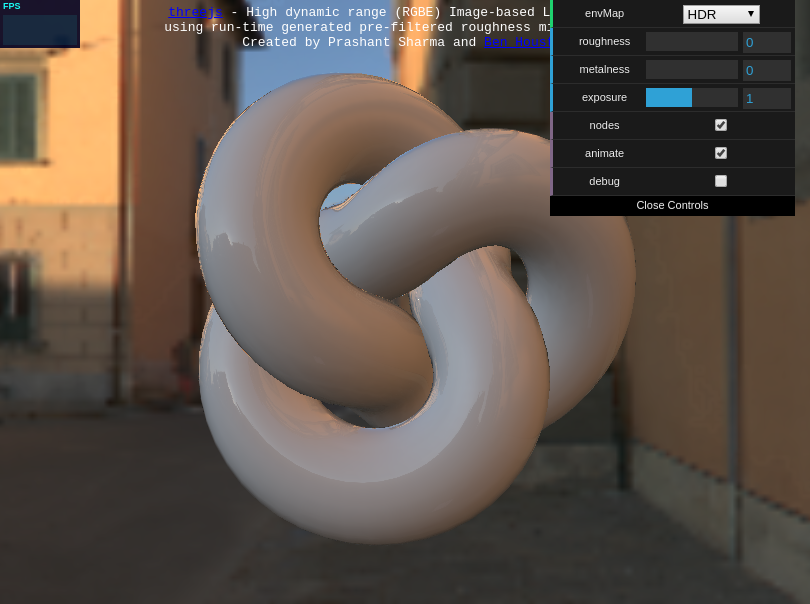 FPS
threejs - High dynamic range (RGBE) Image-based
using run-time generated pre-filtered roughness
Created by Prashant Sharma and Ben
envMap HDR
roughness 0
metalness 0
exposure 1
nodes
animate
debug
Close Controls